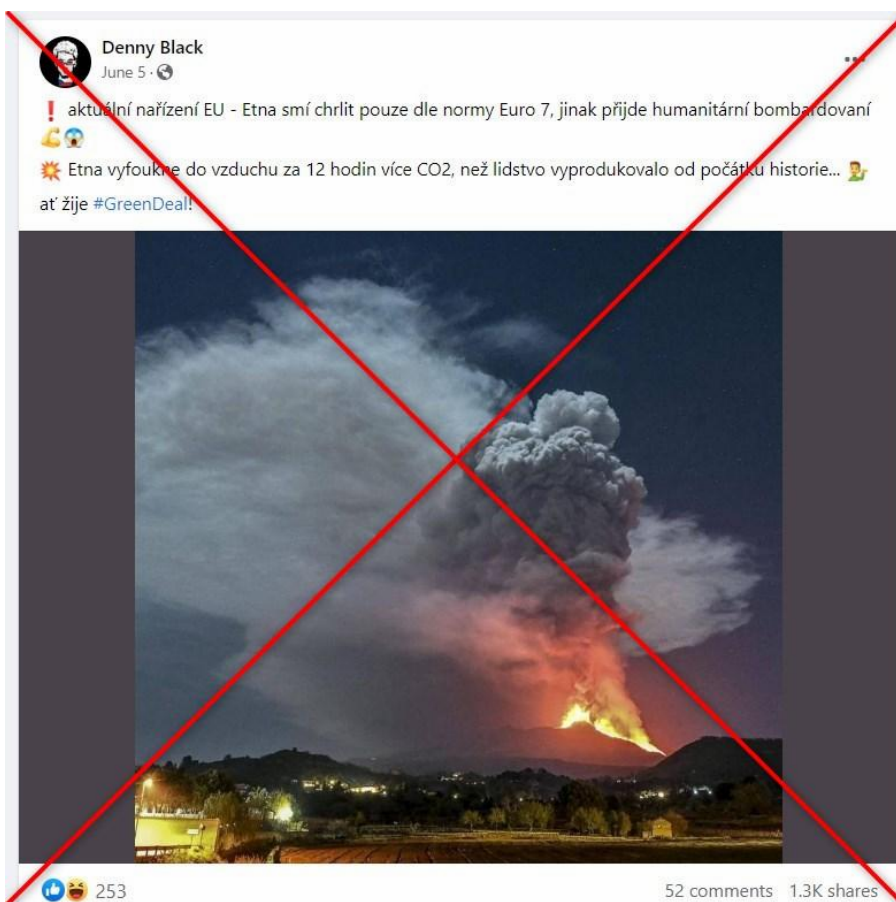 Denny Black
June 5
❗ aktuální nařízení EU - Etna smí chrlit pouze dle normy Euro 7, jinak přijde humanitární bombardovaní
💪😱
💥 Etna vyfoukne do vzduchu za 12 hodin více CO2, než lidstvo vyprodukovalo od počátku historie... 🤷‍♂️
ať žije #GreenDeal!
253
52 comments 1.3K shares